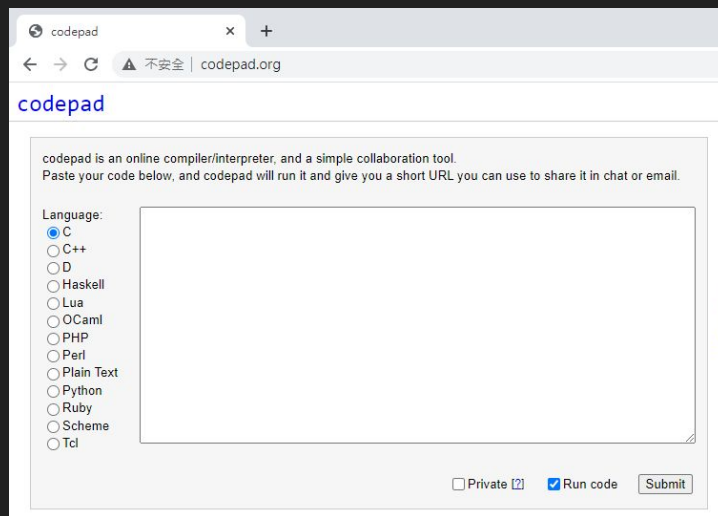 codepad
不安全 codepad.org
codepad
codepad is an online compiler/interpreter, and a simple collaboration tool.
Paste your code below, and codepad will run it and give you a short URL you can use to share it in chat or email.
Language:
C
C++
D
Haskell
Lua
OCaml
PHP
Perl
Plain Text
Python
Ruby
Scheme
Tcl
Private [?] Run code Submit